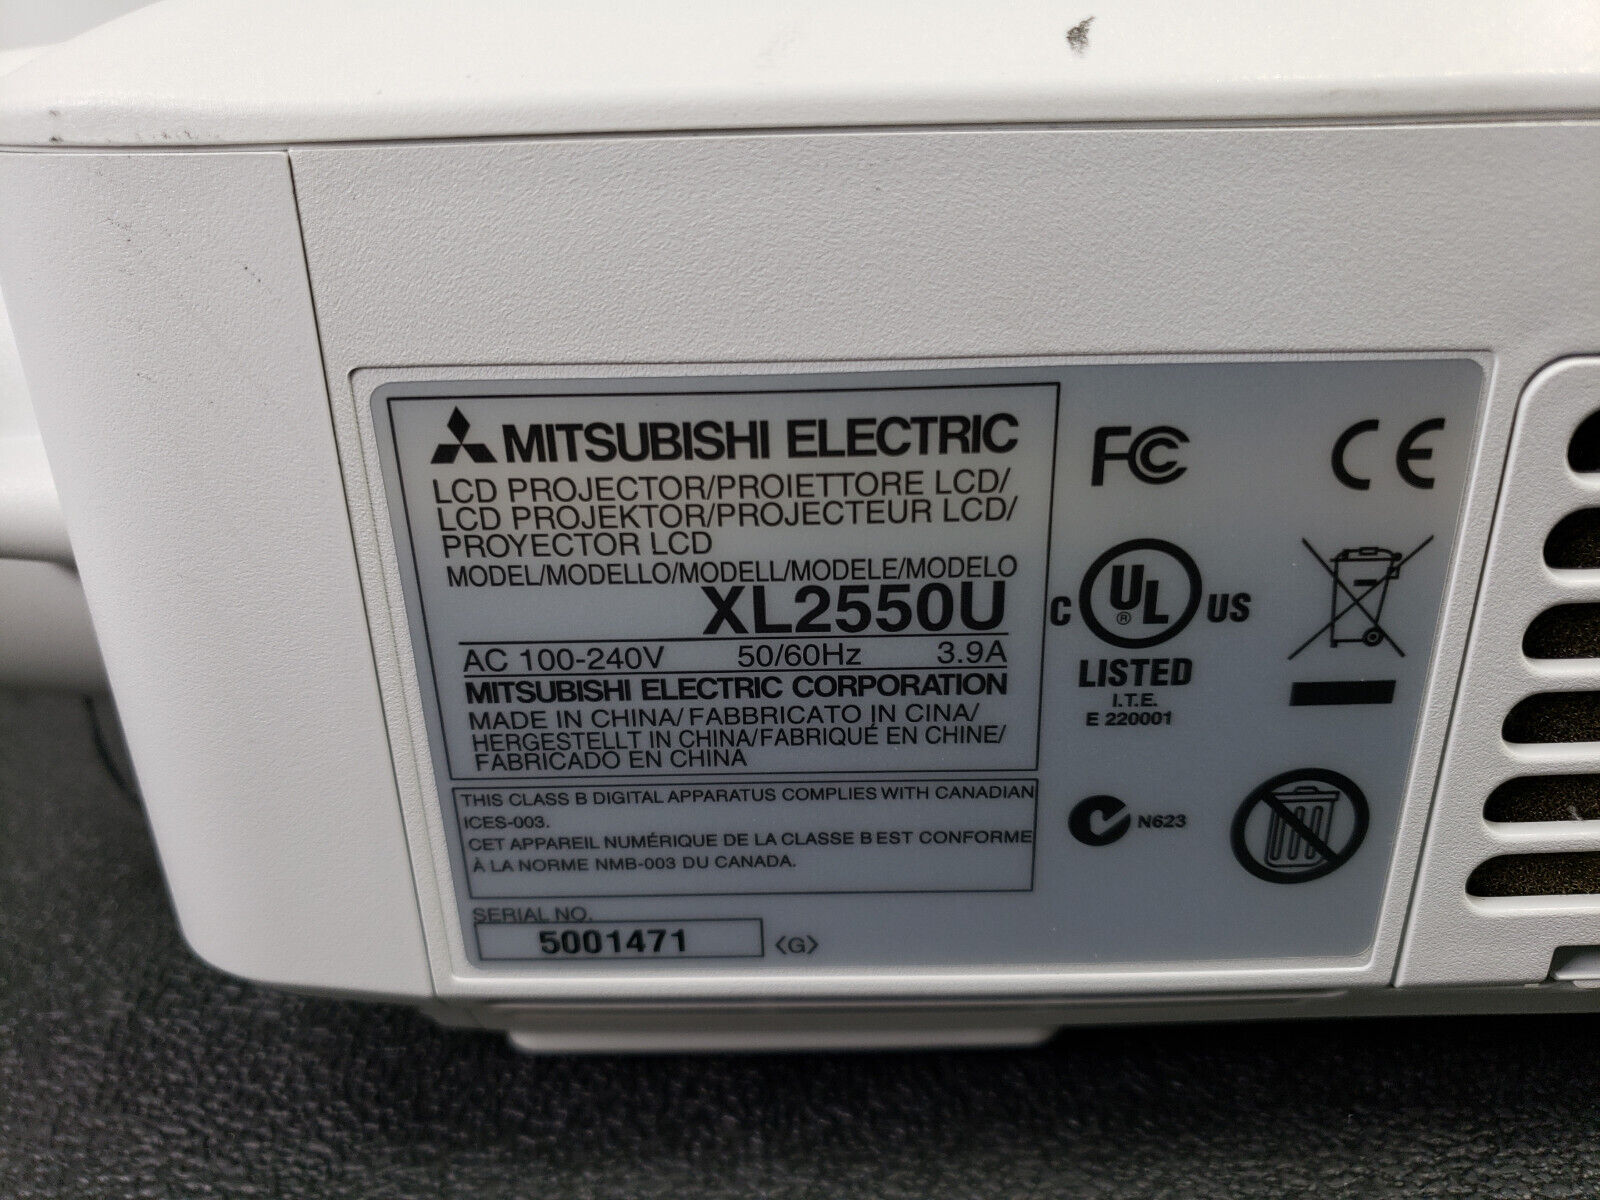 MITSUBISHI ELECTRIC
LCD PROJECTOR/PROIETTORE LCD/
LCD PROJEKTOR/PROJECTEUR LCD/
PROYECTOR LCD
MODEL/MODELLO/MODELL/MODELE/MODELO
XL2550U
AC 100-240V 50/60Hz 3.9A
MITSUBISHI ELECTRIC CORPORATION
MADE IN CHINA/FABBRICATO IN CINA/
HERGESTELLT IN CHINA/FABRIQUÉ EN CHINE/
FABRICADO EN CHINA
THIS CLASS B DIGITAL APPARATUS COMPLIES WITH CANADIAN
ICES-003.
CET APPAREIL NUMÉRIQUE DE LA CLASSE B EST CONFORME
À LA NORME NMB-003 DU CANADA.
SERIAL NO.
5001471 <G>
FC CE
C UL® US
LISTED
I.T.E.
E 220001
N623